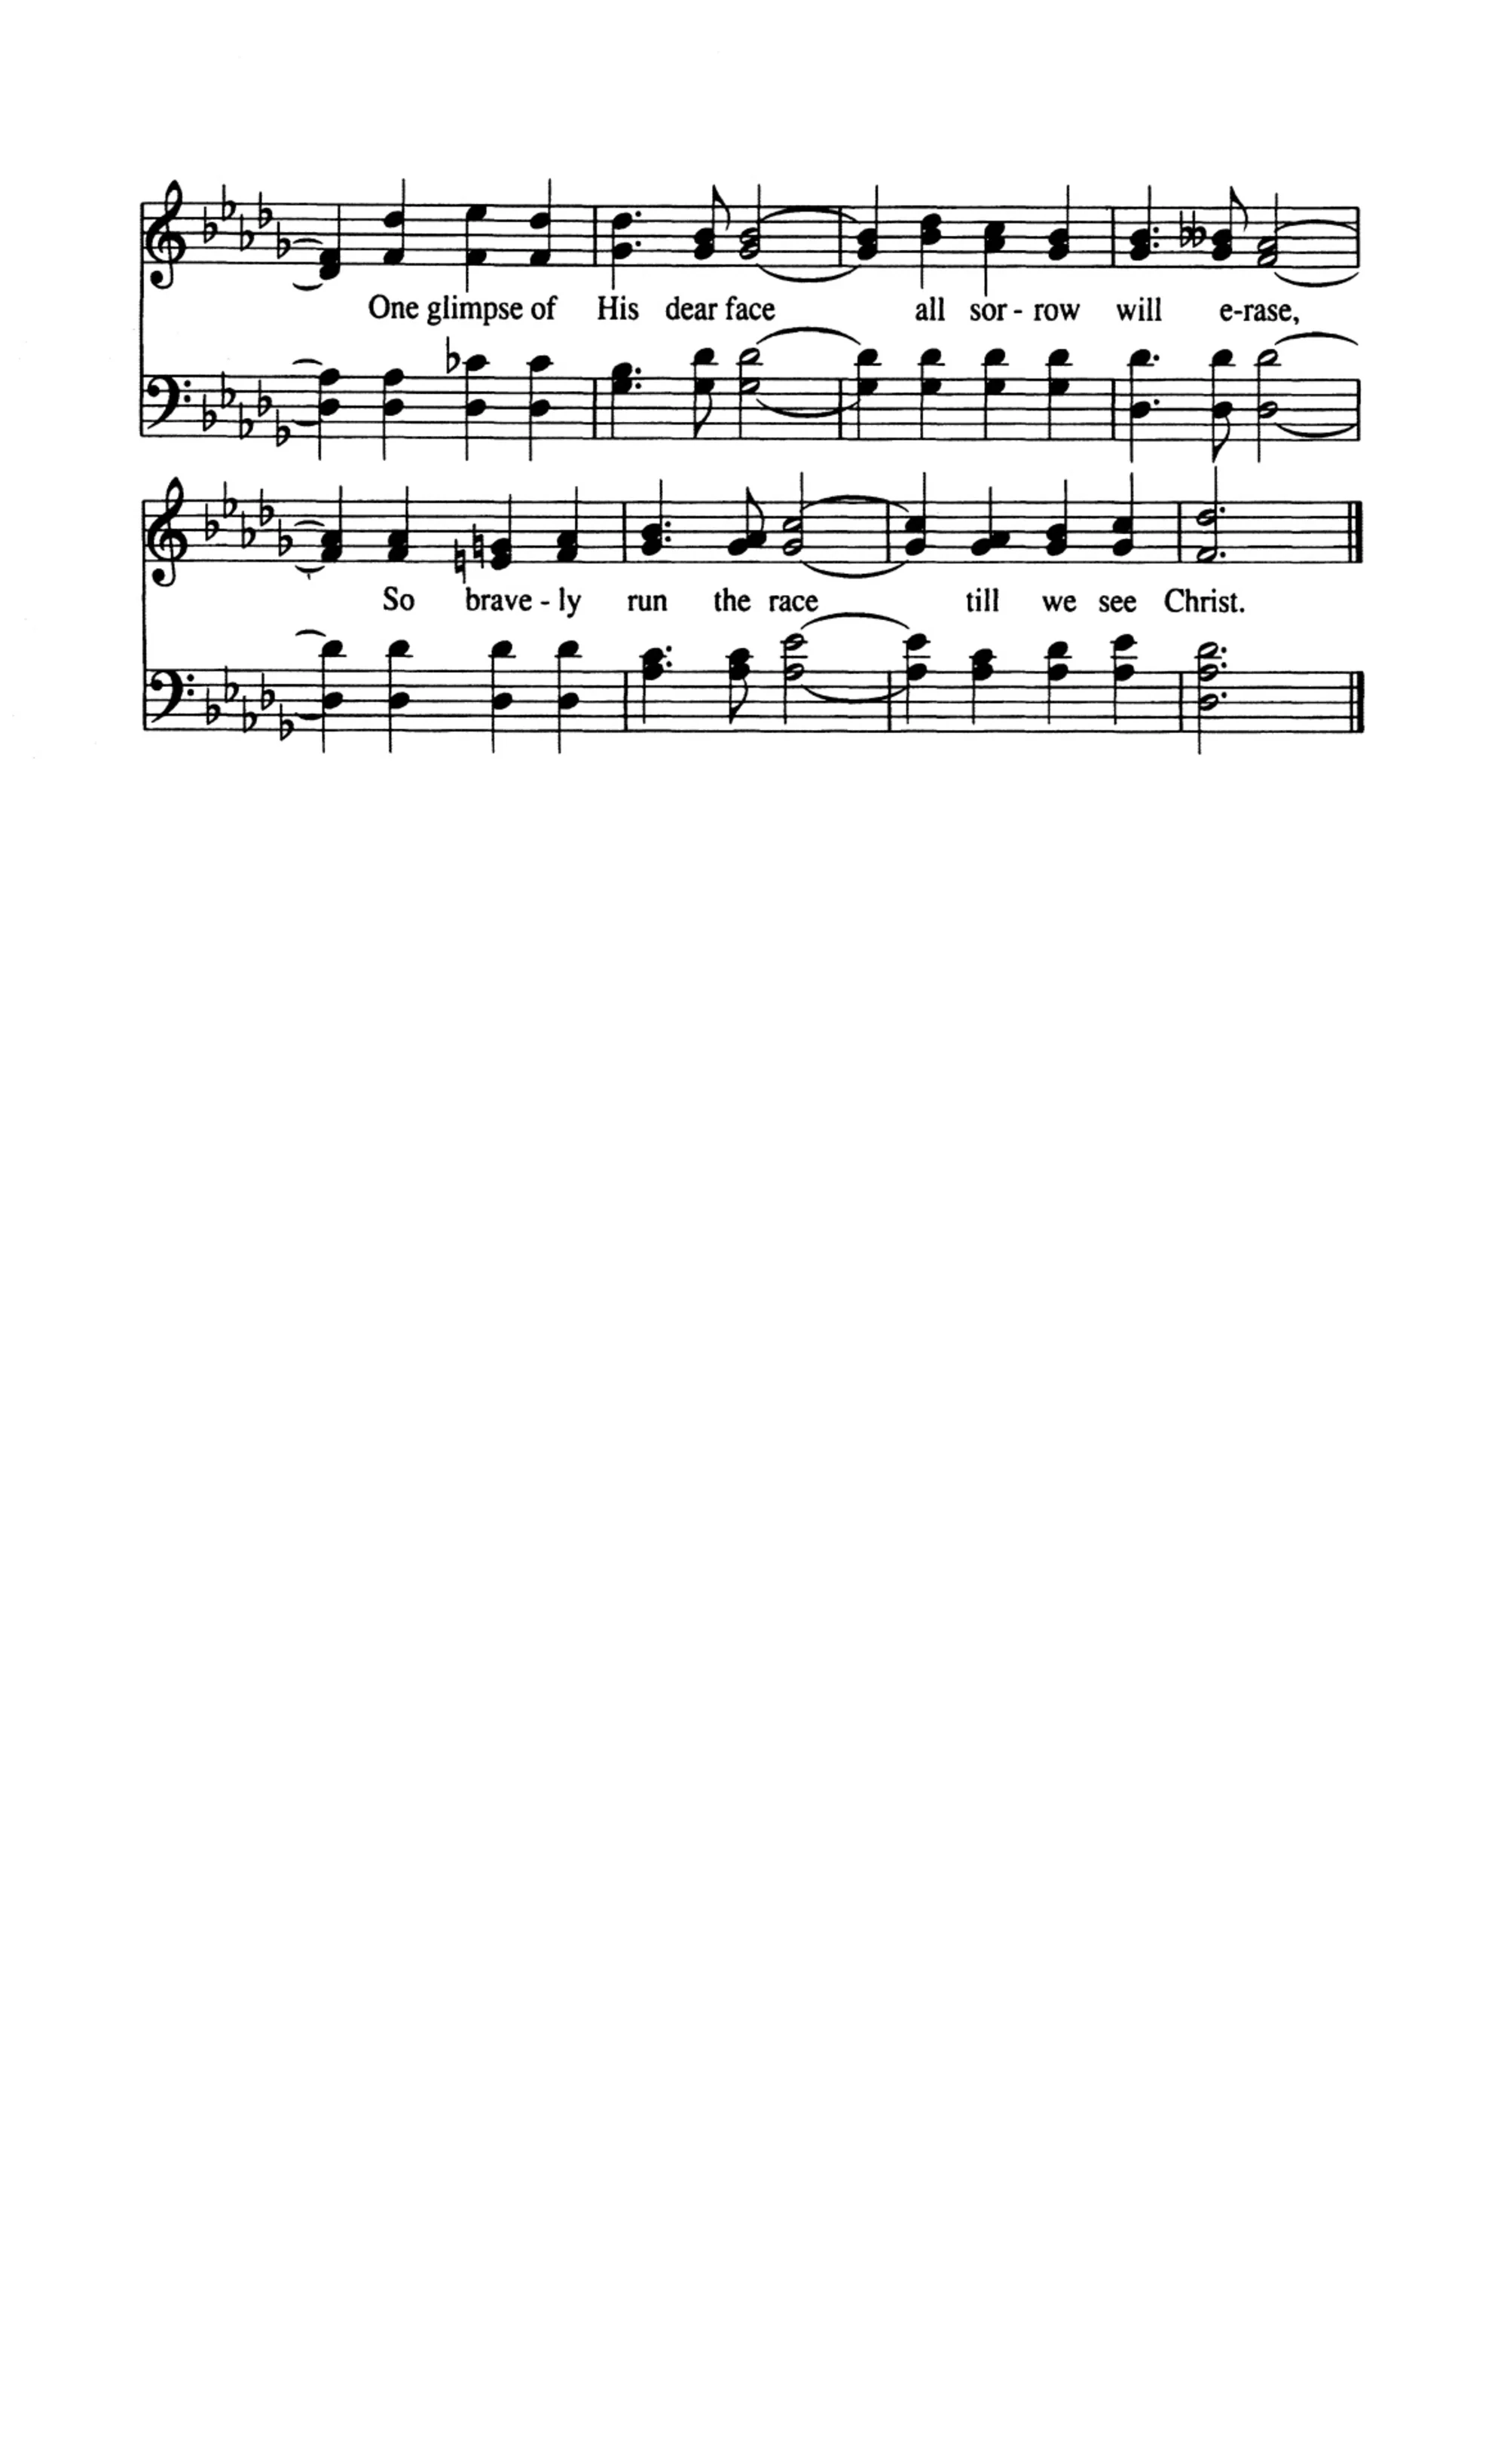 One glimpse of His dear face all sor - row will e-rase,
So brave - ly run the race till we see Christ.